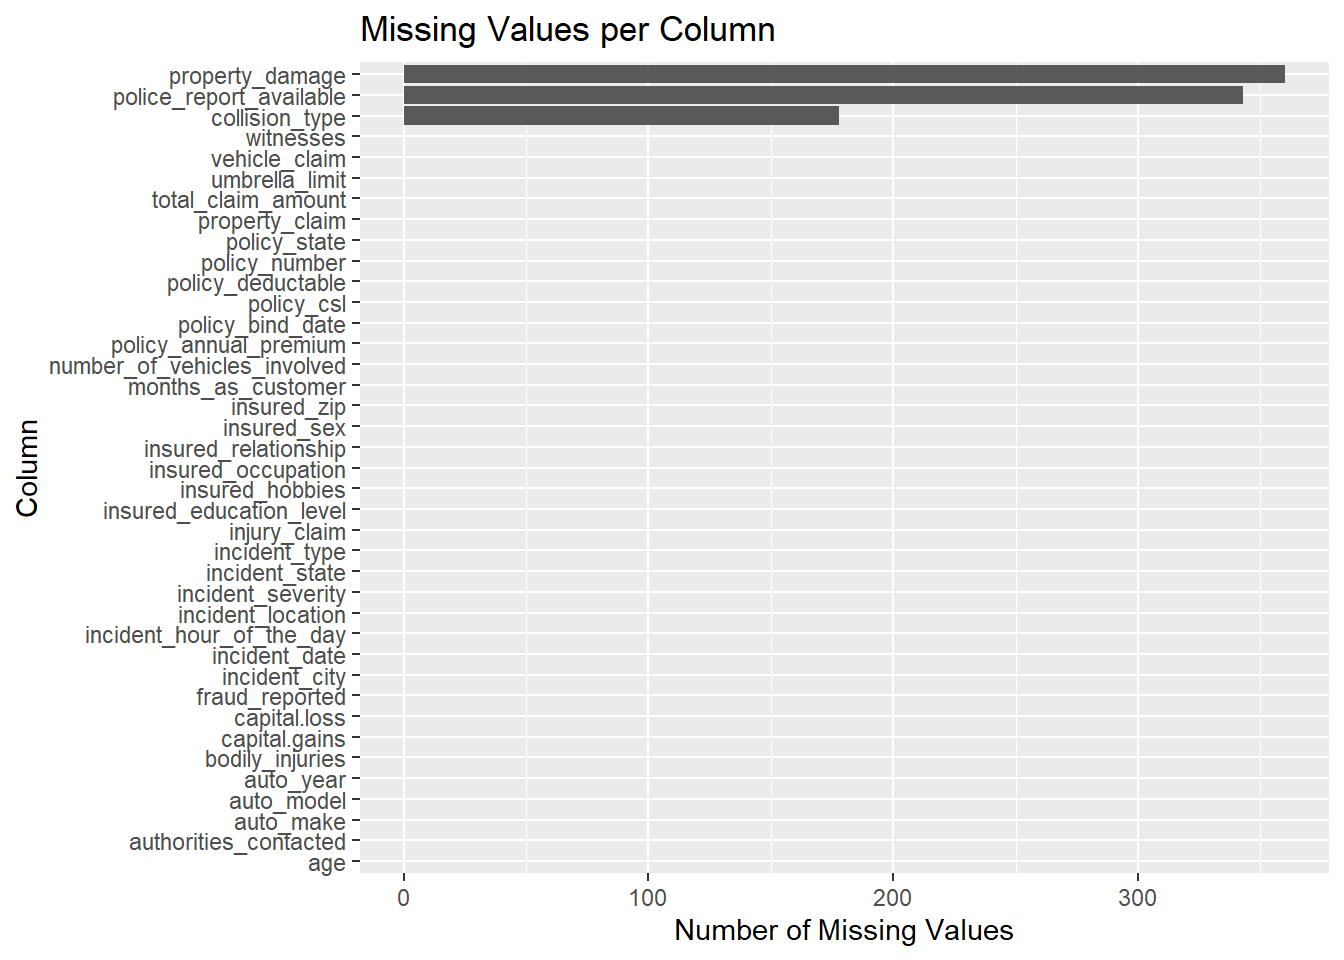 Missing Values per Column
property_damage
police_report_available
collision_type
witnesses
vehicle_claim
umbrella_limit
total_claim_amount
property_claim
policy_state
policy_number
policy_deductable
policy_csl
policy_bind_date
policy_annual_premium
number_of_vehicles_involved
months_as_customer
insured_zip
insured_sex
insured_relationship
insured_occupation
insured_hobbies
insured_education_level
injury_claim
incident_type
incident_state
incident_severity
incident_location
incident_hour_of_the_day
incident_date
incident_city
fraud_reported
capital.loss
capital.gains
bodily_injuries
auto_year
auto_model
auto_make
authorities_contacted
age
Column
0 100 200 300
Number of Missing Values